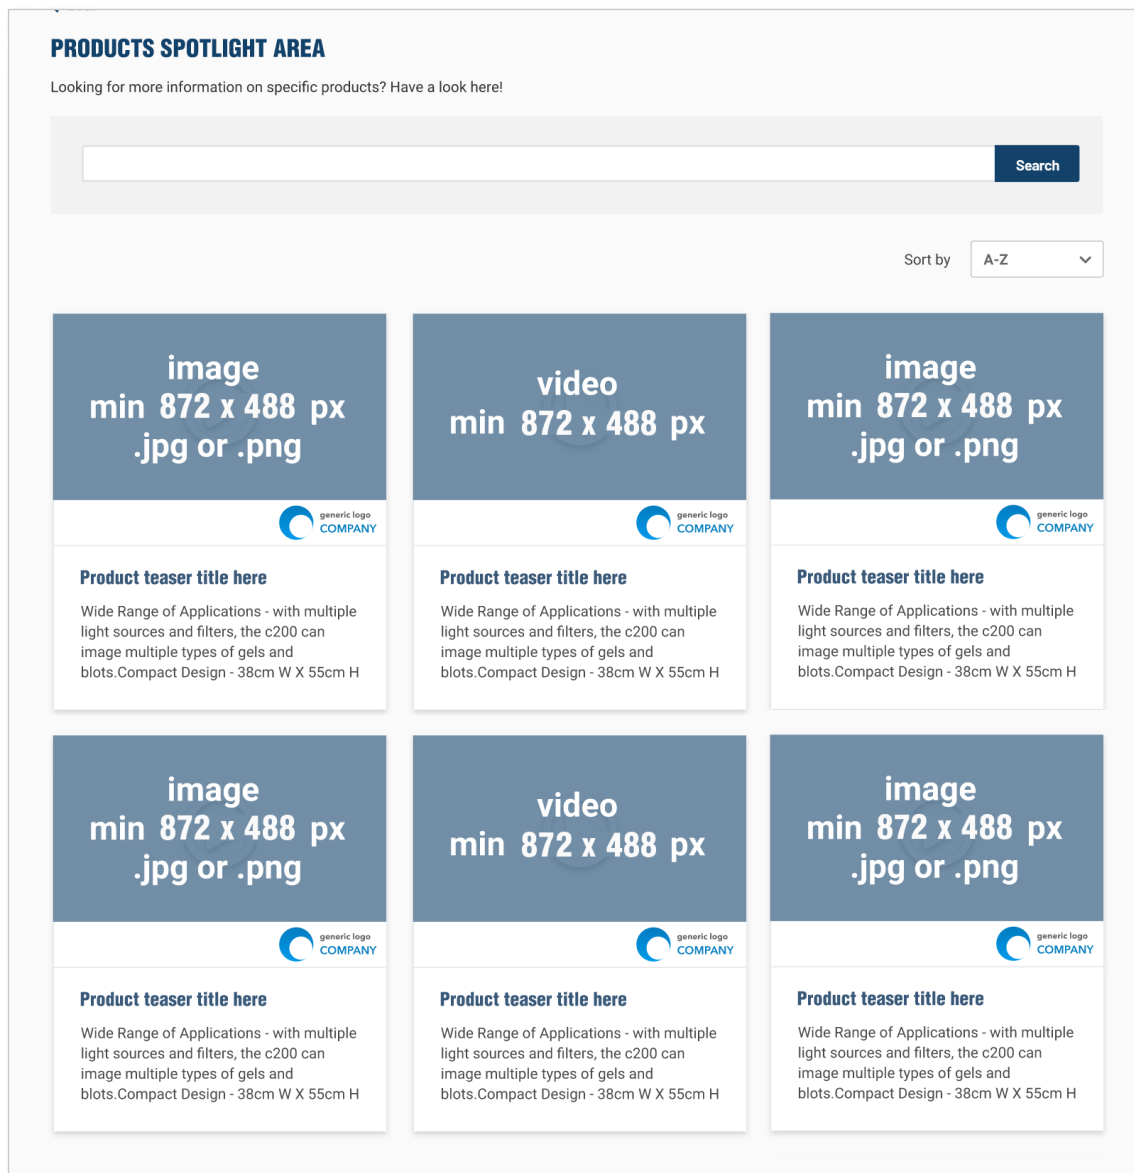 PRODUCTS SPOTLIGHT AREA
Looking for more information on specific products? Have a look here!
Search
Sort by
A-Z
image
min 872 x 488 px
.jpg or .png
generic logo
COMPANY
Product teaser title here
Wide Range of Applications - with multiple
light sources and filters, the c200 can
image multiple types of gels and
blots.Compact Design - 38cm W X 55cm H
video
min 872 x 488 px
generic logo
COMPANY
Product teaser title here
Wide Range of Applications - with multiple
light sources and filters, the c200 can
image multiple types of gels and
blots.Compact Design - 38cm W X 55cm H
image
min 872 x 488 px
.jpg or .png
generic logo
COMPANY
Product teaser title here
Wide Range of Applications - with multiple
light sources and filters, the c200 can
image multiple types of gels and
blots.Compact Design - 38cm W X 55cm H
image
min 872 x 488 px
.jpg or .png
generic logo
COMPANY
Product teaser title here
Wide Range of Applications - with multiple
light sources and filters, the c200 can
image multiple types of gels and
blots.Compact Design - 38cm W X 55cm H
video
min 872 x 488 px
generic logo
COMPANY
Product teaser title here
Wide Range of Applications - with multiple
light sources and filters, the c200 can
image multiple types of gels and
blots.Compact Design - 38cm W X 55cm H
image
min 872 x 488 px
.jpg or .png
generic logo
COMPANY
Product teaser title here
Wide Range of Applications - with multiple
light sources and filters, the c200 can
image multiple types of gels and
blots.Compact Design - 38cm W X 55cm H